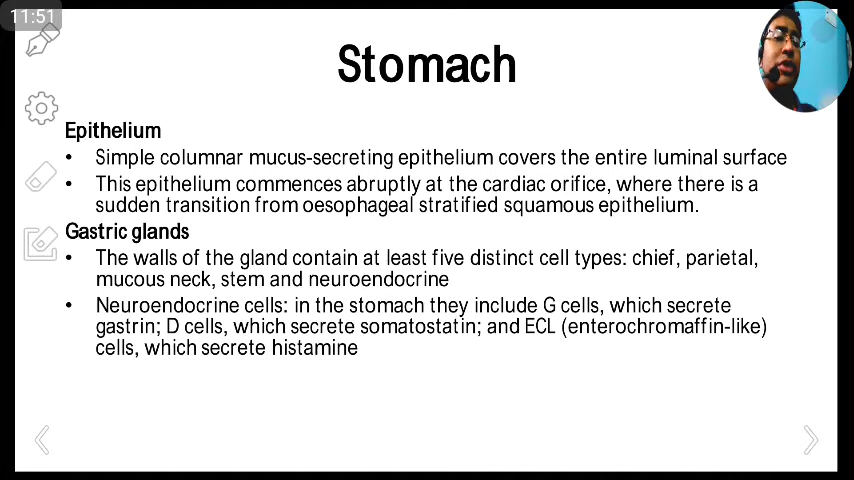 11:51
Stomach
Epithelium
• Simple columnar mucus-secreting epithelium covers the entire luminal surface
• This epithelium commences abruptly at the cardiac orifice, where there is a
sudden transition from oesophageal stratified squamous epithelium.
Gastric glands
• The walls of the gland contain at least five distinct cell types: chief, parietal,
mucous neck, stem and neuroendocrine
• Neuroendocrine cells: in the stomach they include G cells, which secrete
gastrin; D cells, which secrete somatostatin; and ECL (enterochromaffin-like)
cells, which secrete histamine